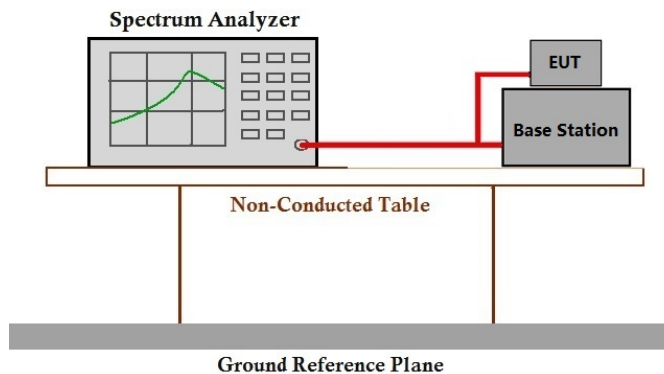 Spectrum Analyzer
EUT
Base Station
Non-Conducted Table
Ground Reference Plane